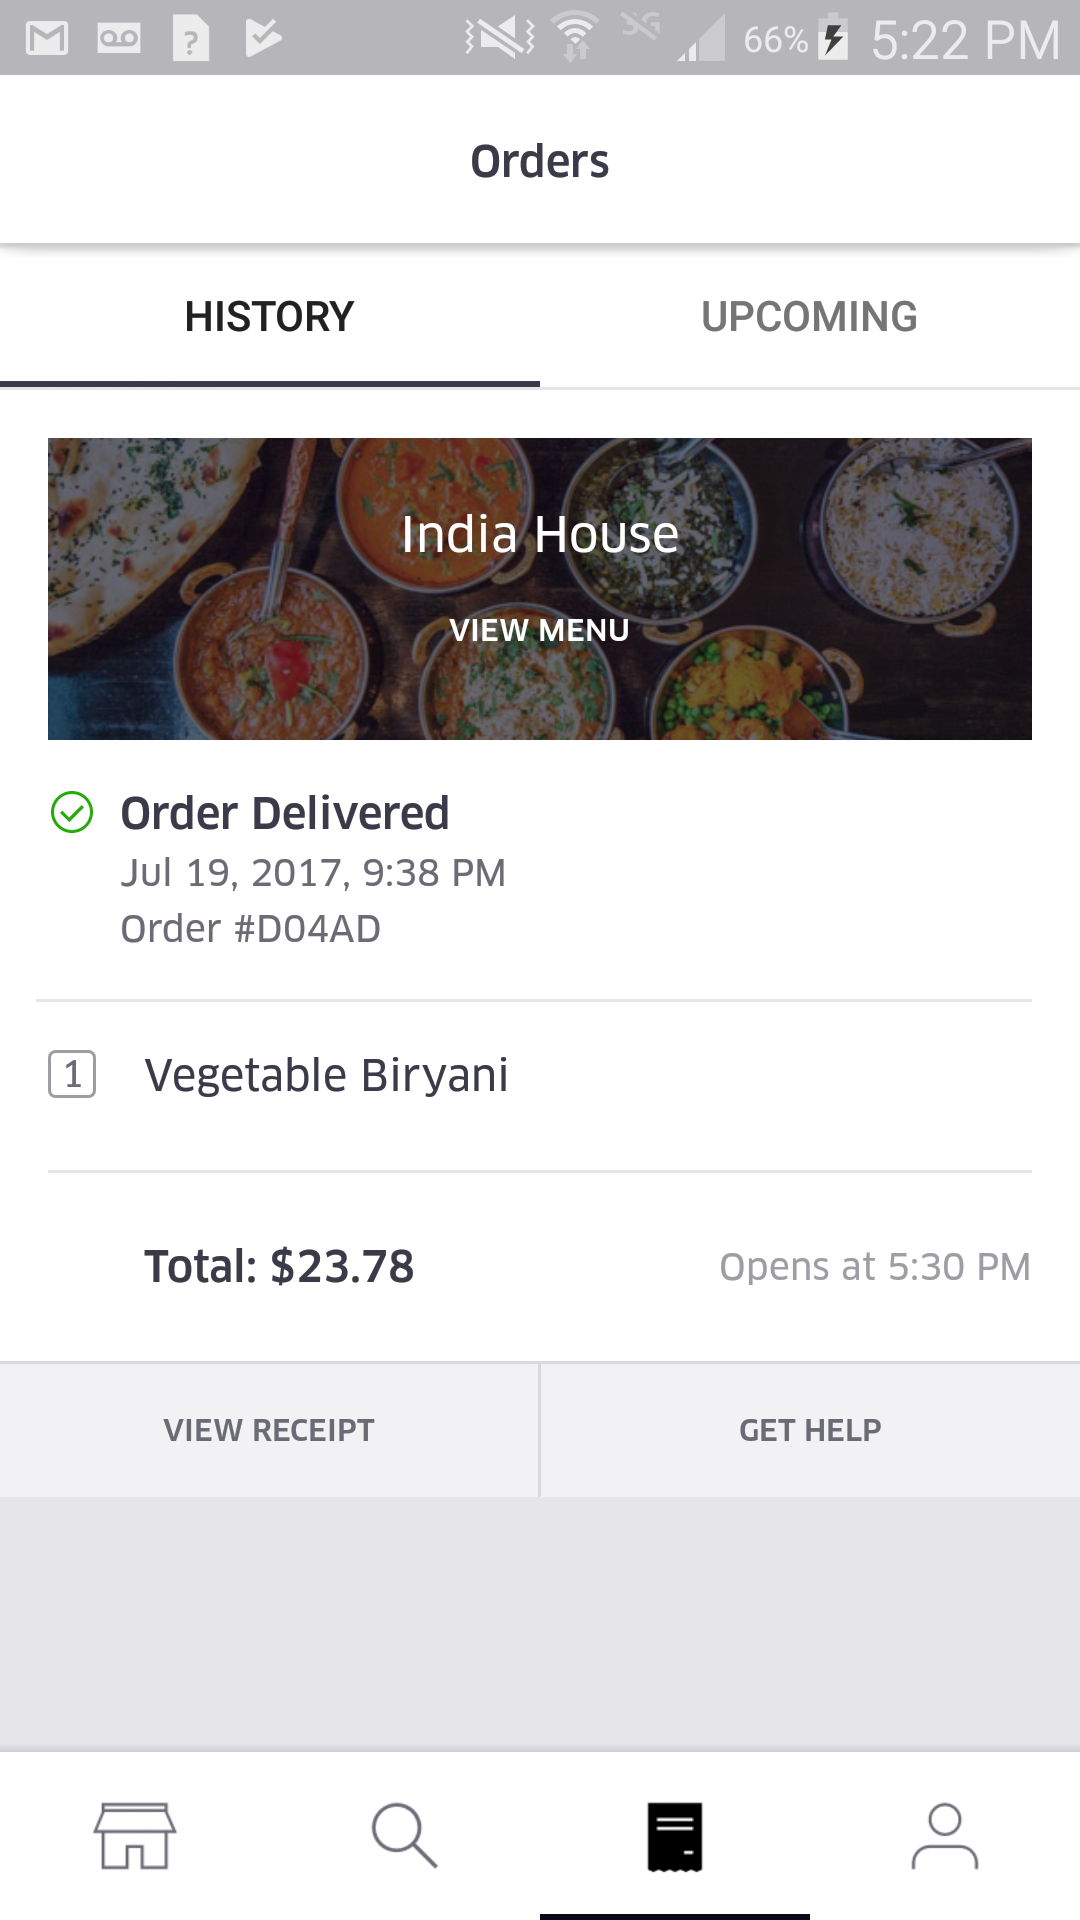 66% 5:22 PM
Orders
HISTORY UPCOMING
India House
VIEW MENU
Order Delivered
Jul 19, 2017, 9:38 PM
Order #D04AD
1 Vegetable Biryani
Total: $23.78 Opens at 5:30 PM
VIEW RECEIPT GET HELP